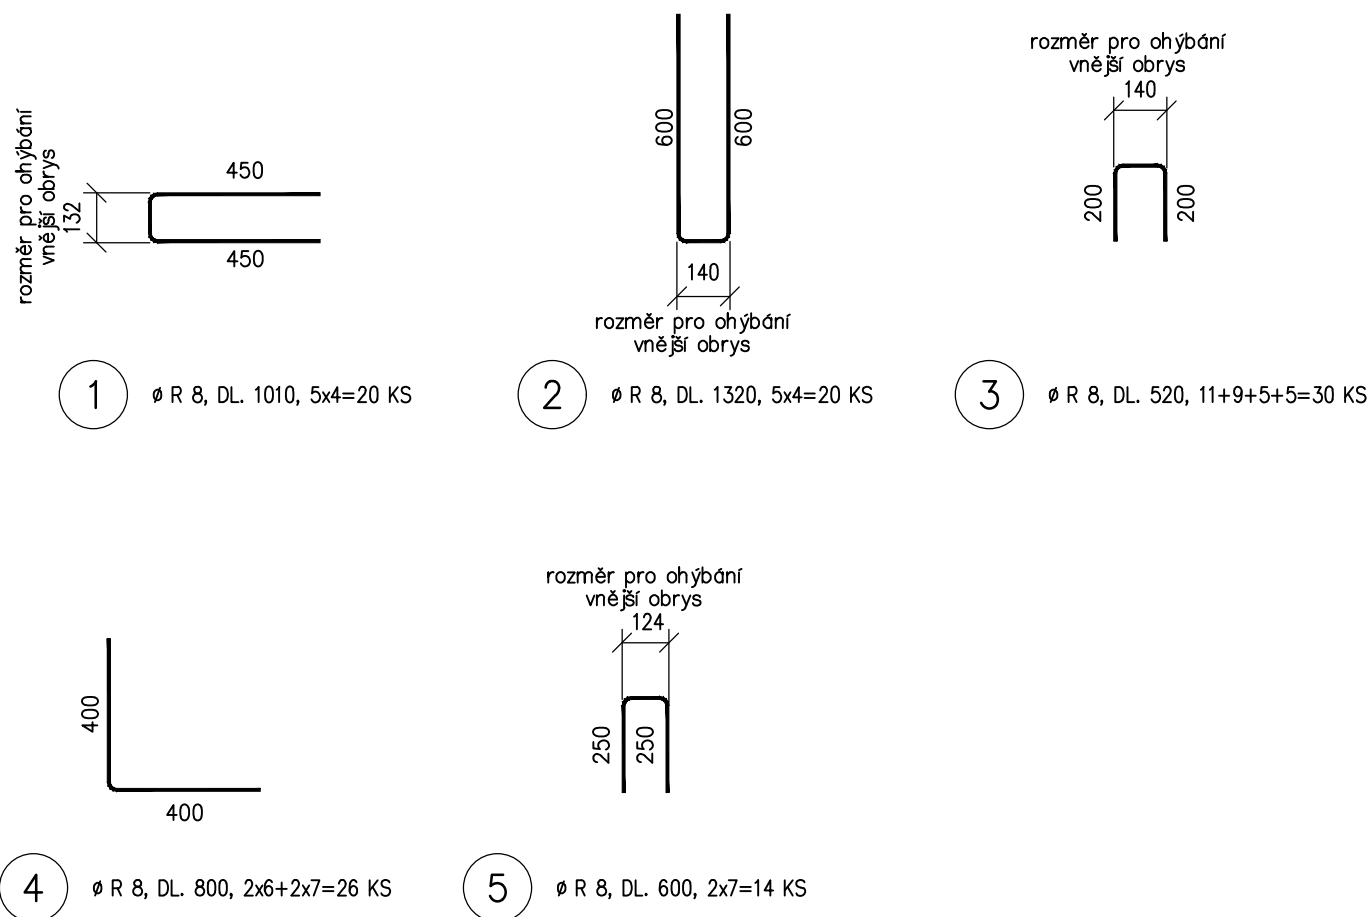 rozměr pro ohýbání
vnější obrys
132
450
450
1
ø R 8, DL. 1010, 5x4=20 KS
600
600
140
rozměr pro ohýbání
vnější obrys
2
ø R 8, DL. 1320, 5x4=20 KS
rozměr pro ohýbání
vnější obrys
140
200
200
3
ø R 8, DL. 520, 11+9+5+5=30 KS
400
400
4
ø R 8, DL. 800, 2x6+2x7=26 KS
rozměr pro ohýbání
vnější obrys
124
250
250
5
ø R 8, DL. 600, 2x7=14 KS